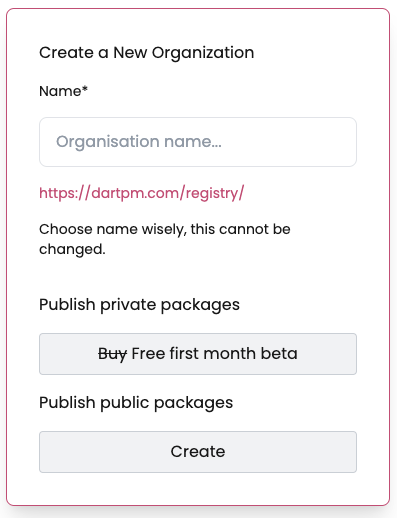 Create a New Organization
Name*
Organisation name...
https://dartpm.com/registry/
Choose name wisely, this cannot be
changed.
Publish private packages
Buy Free first month beta
Publish public packages
Create